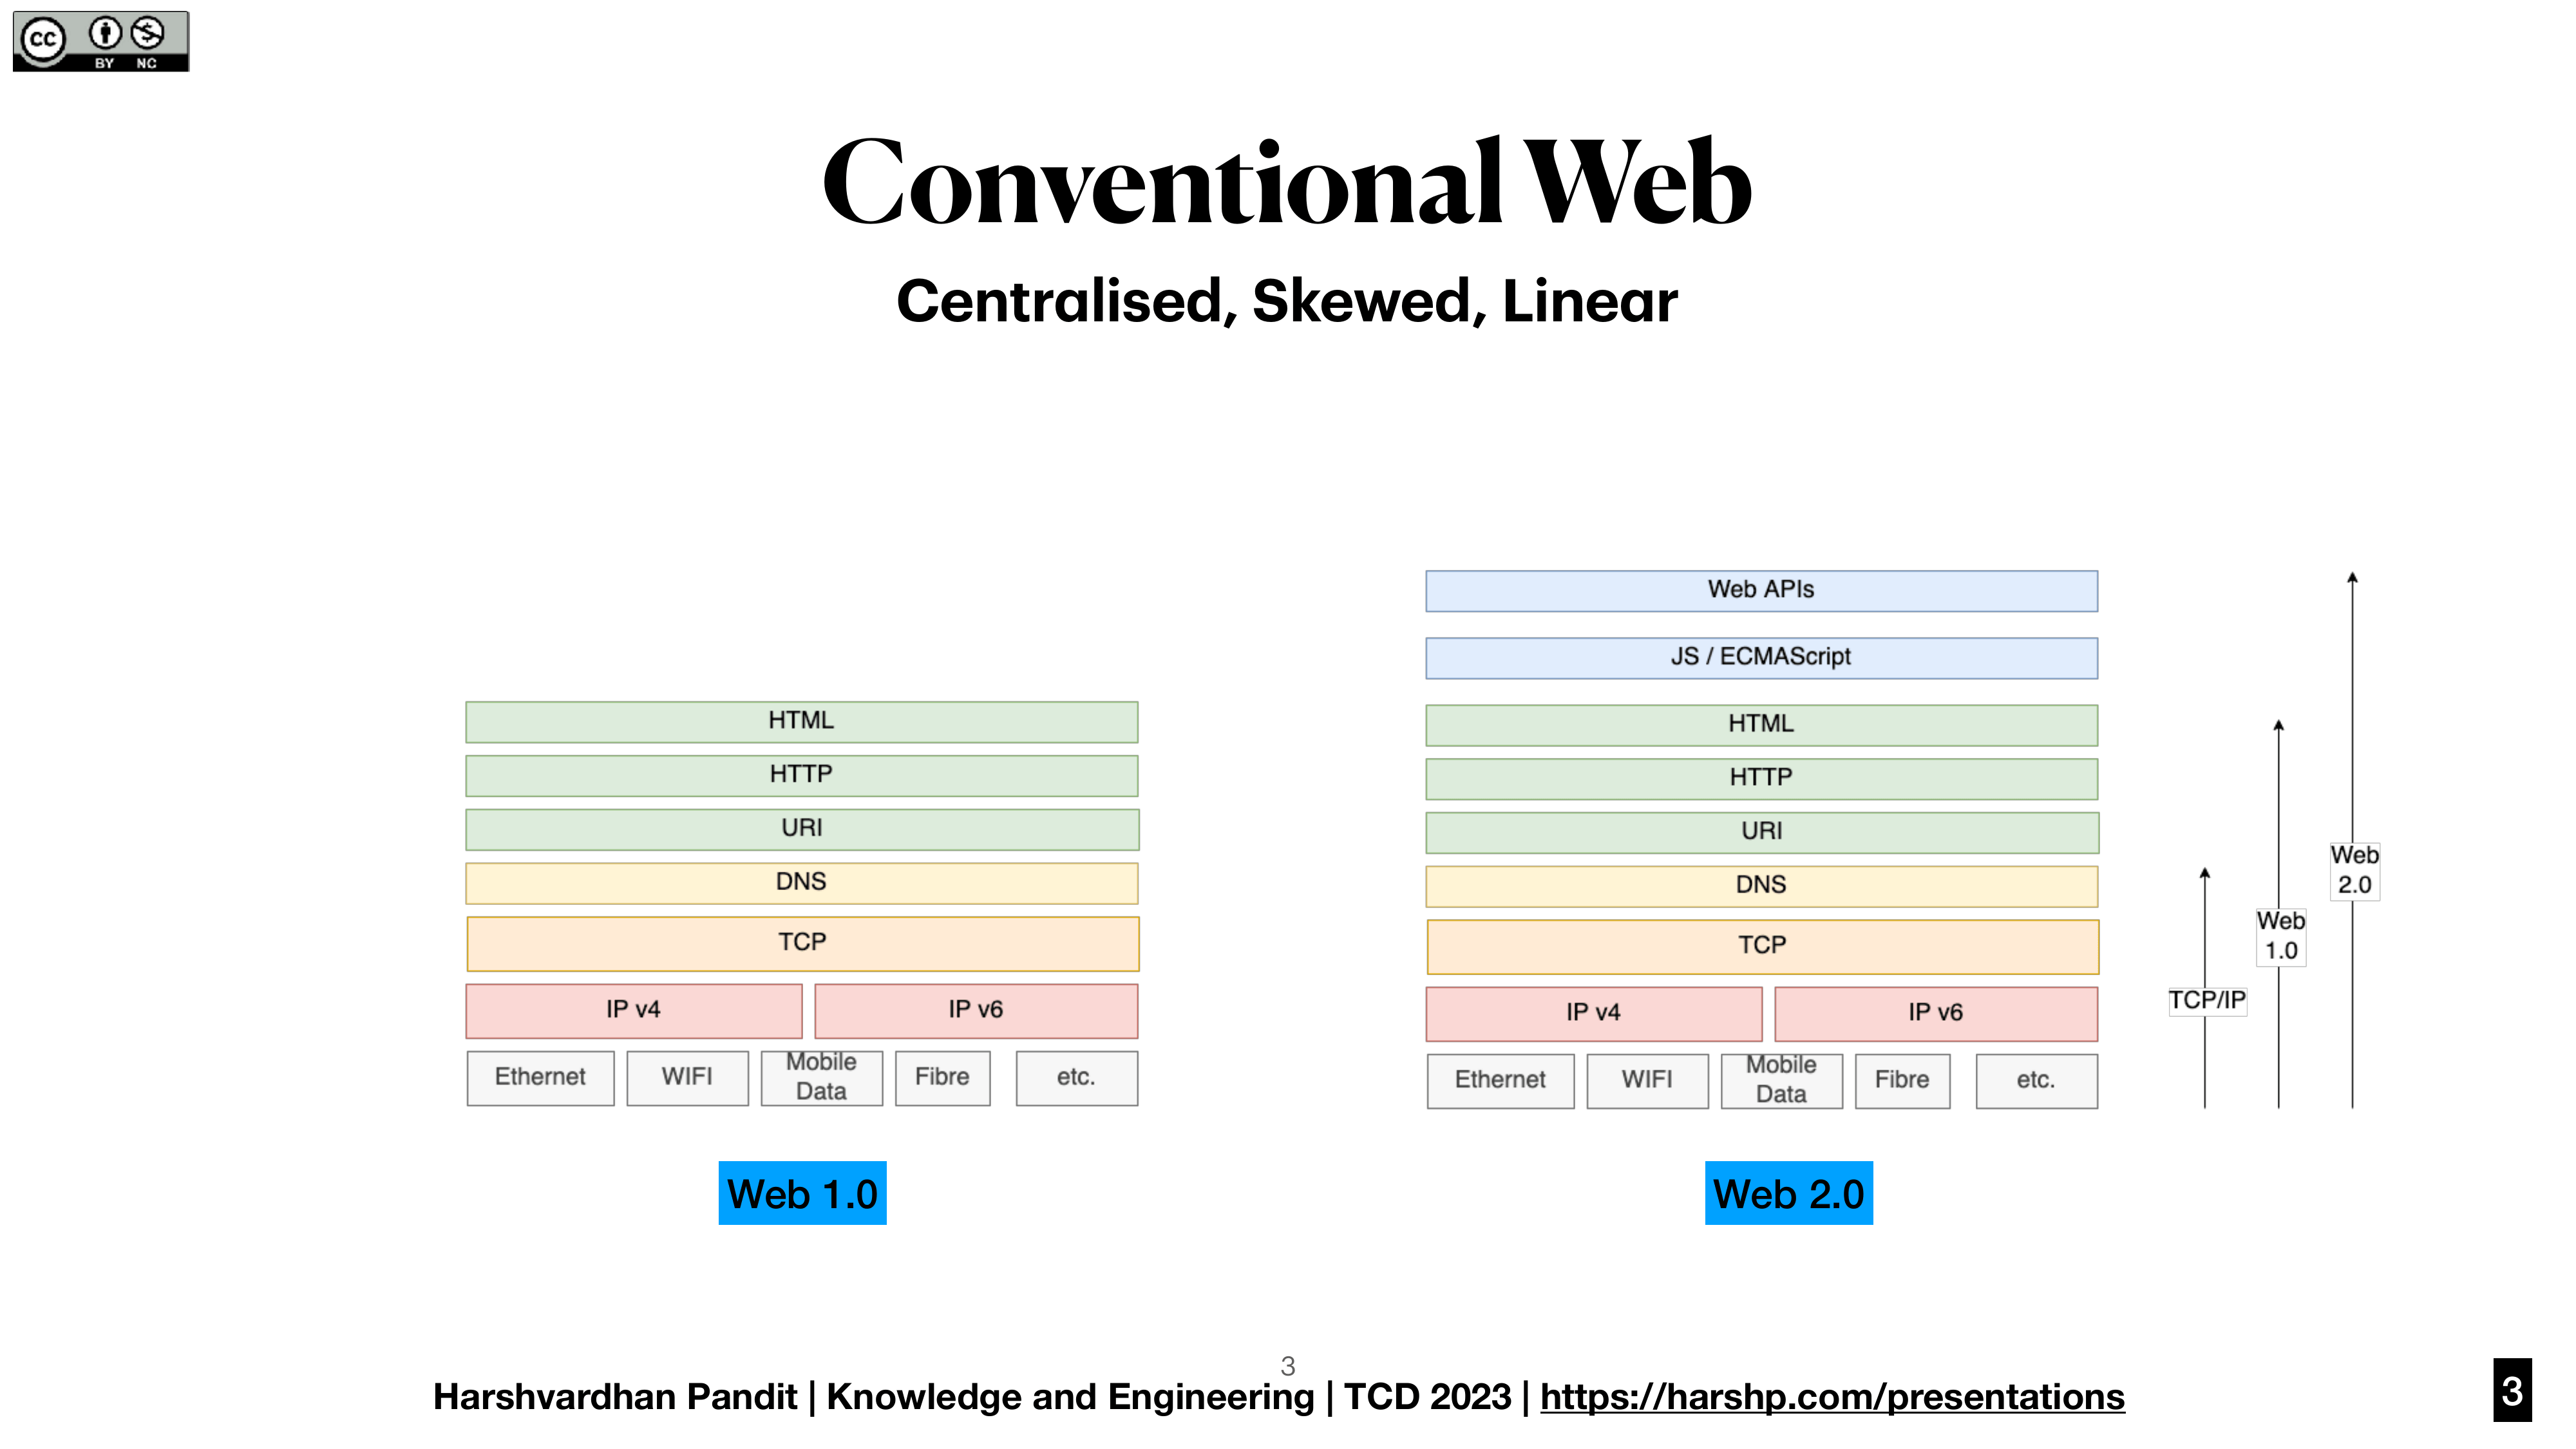 cc BY NC
Conventional Web
Centralised, Skewed, Linear
HTML
HTTP
URI
DNS
TCP
IP v4 IP v6
Ethernet WIFI Mobile Data Fibre etc.
Web 1.0
Web APIs
JS / ECMAScript
HTML
HTTP
URI
DNS
TCP
IP v4 IP v6
Ethernet WIFI Mobile Data Fibre etc.
Web 2.0
TCP/IP
Web 1.0
Web 2.0
3
Harshvardhan Pandit | Knowledge and Engineering | TCD 2023 | https://harshp.com/presentations
3